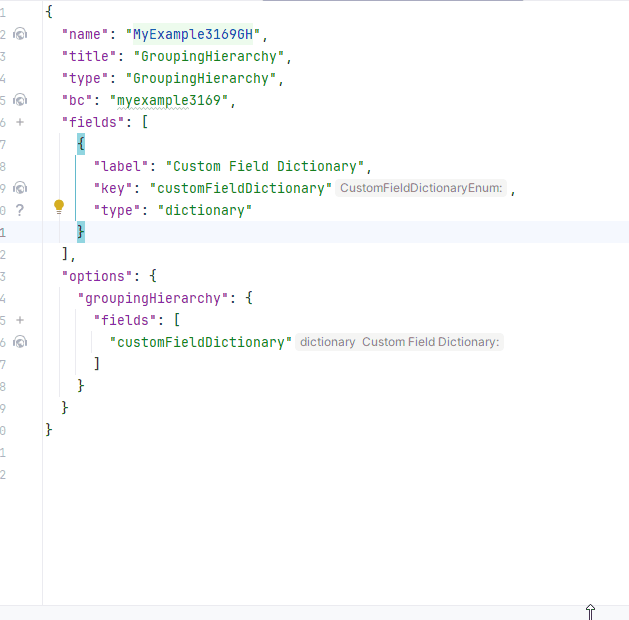 1 {
2 "name": "MyExample3169GH",
3 "title": "GroupingHierarchy",
4 "type": "GroupingHierarchy",
5 "bc": "myexample3169",
6 + "fields": [
7 {
8 "label": "Custom Field Dictionary",
9 "key": "customFieldDictionary" CustomFieldDictionaryEnum: ,
0 ? "type": "dictionary"
1 }
2 ],
3 "options": {
4 "groupingHierarchy": {
5 + "fields": [
6 "customFieldDictionary" dictionary Custom Field Dictionary:
7 ]
8 }
9 }
0 }
1
2